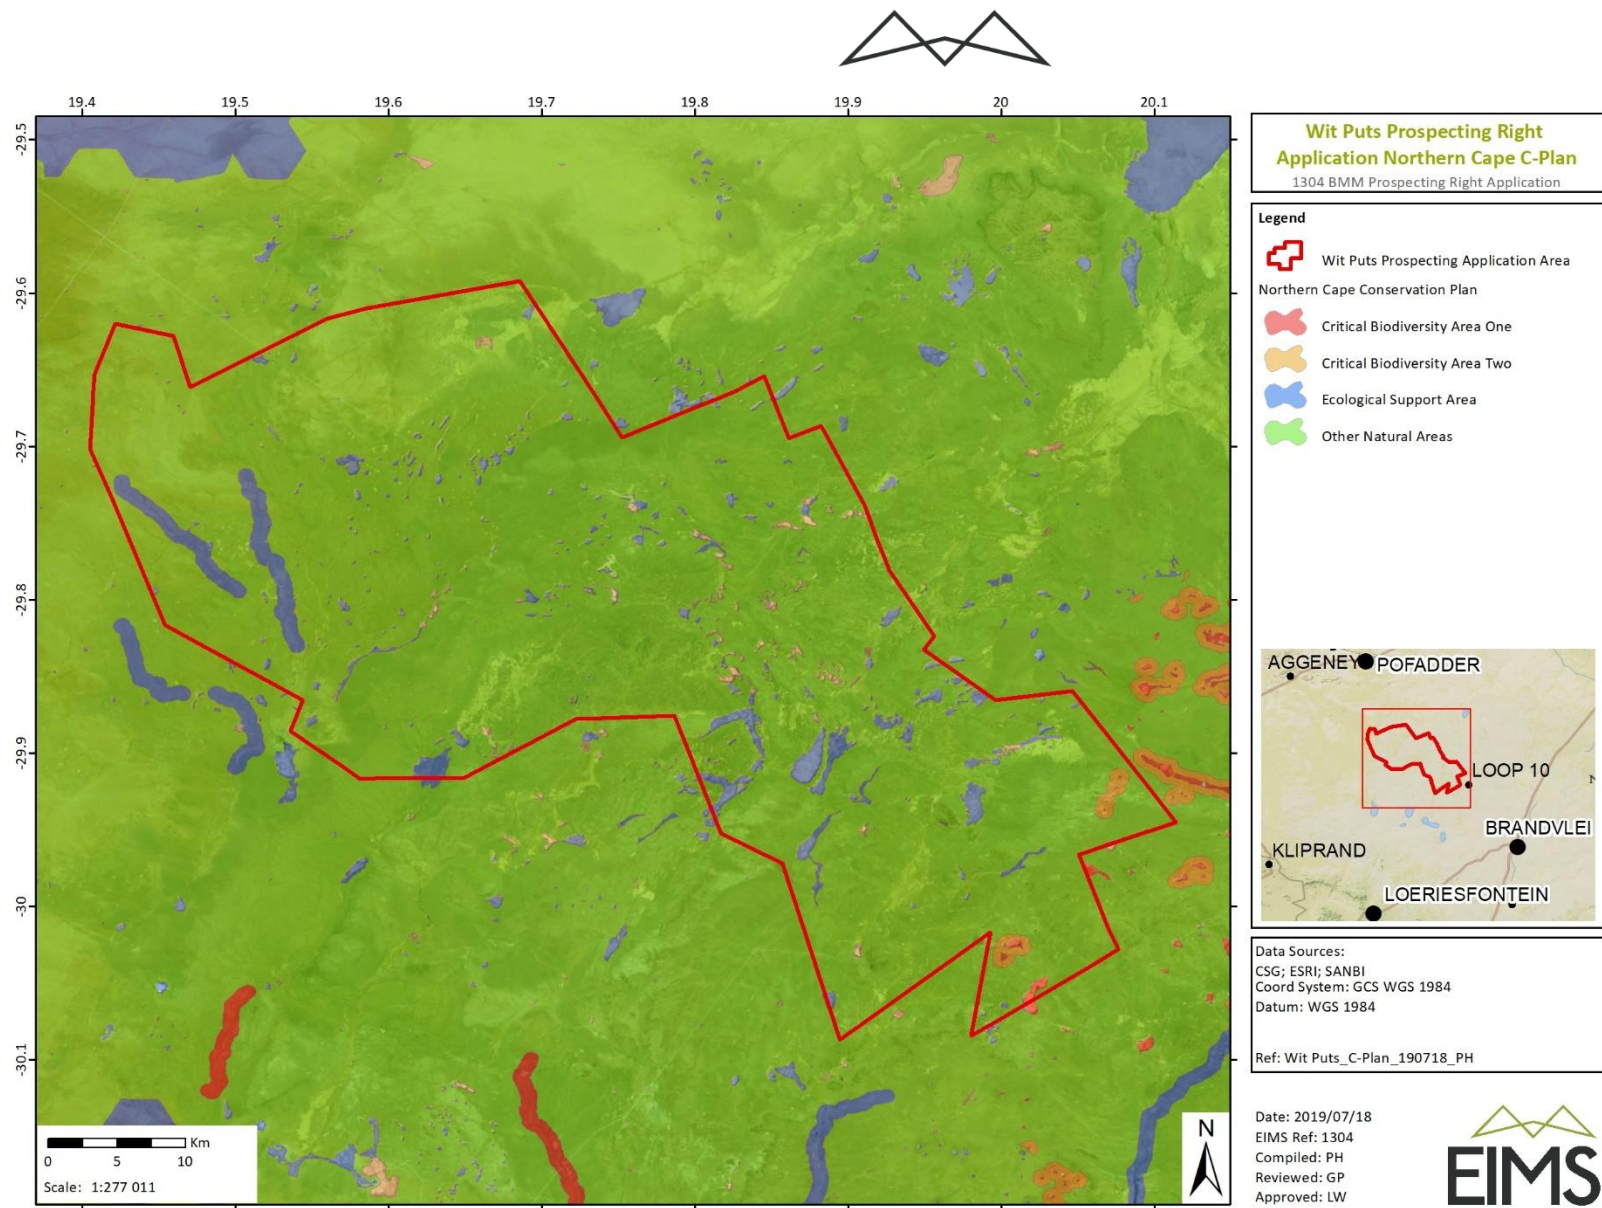 19.4 19.5 19.6 19.7 19.8 19.9 20 20.1
-29.5
-29.6
-29.7
-29.8
-29.9
-30
-30.1
Km
0 5 10
Scale: 1:277 011
N
Wit Puts Prospecting Right
Application Northern Cape C-Plan
1304 BMM Prospecting Right Application
Legend
Wit Puts Prospecting Application Area
Northern Cape Conservation Plan
Critical Biodiversity Area One
Critical Biodiversity Area Two
Ecological Support Area
Other Natural Areas
AGGENEY POFADDER
LOOP 10
BRANDVLEI
KLIPRAND
LOERIESFONTEIN
Data Sources:
CSG; ESRI; SANBI
Coord System: GCS WGS 1984
Datum: WGS 1984
Ref: Wit Puts_C-Plan_190718_PH
Date: 2019/07/18
EIMS Ref: 1304
Compiled: PH
Reviewed: GP
Approved: LW
EIMS